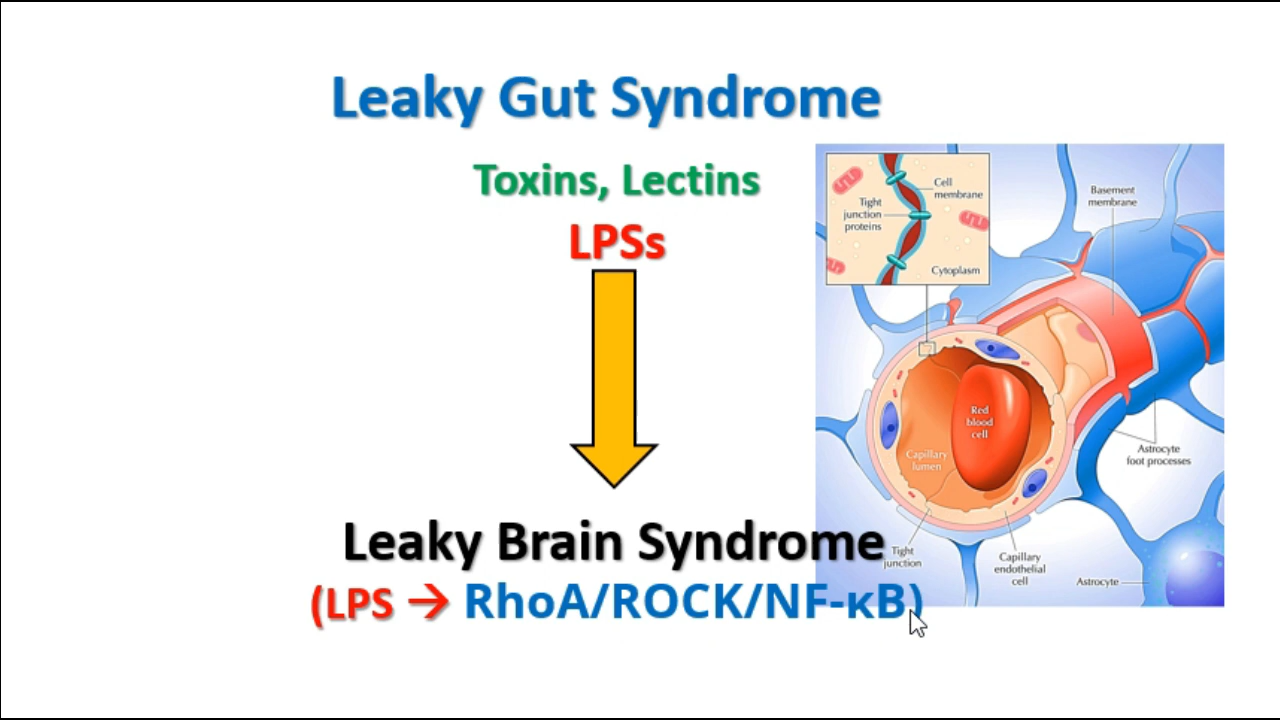 Leaky Gut Syndrome
Toxins, Lectins
LPSs
Leaky Brain Syndrome
(LPS → RhoA/ROCK/NF-κB)
Cell
membrane
Tight
junction
proteins
Cytoplasm
Basement
membrane
Red
blood
cell
Capillary
lumen
Astrocyte
foot processes
Tight
junction
Capillary
endothelial
cell
Astrocyte